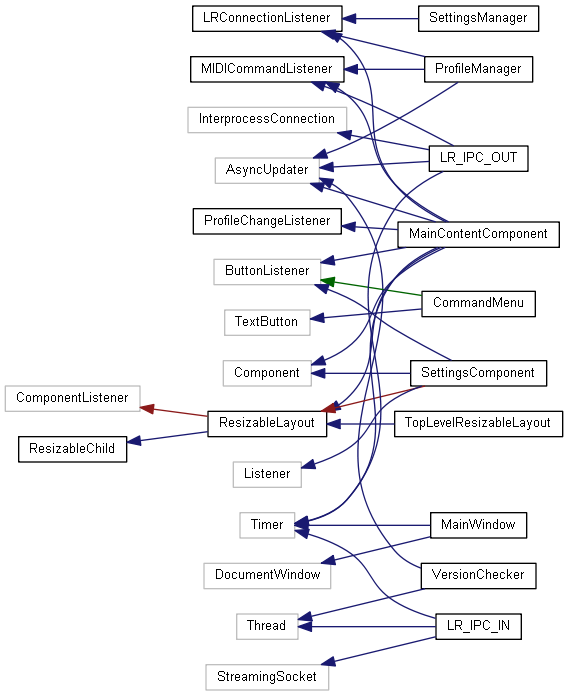 LRConnectionListener
SettingsManager
MIDICommandListener
ProfileManager
InterprocessConnection
LR_IPC_OUT
AsyncUpdater
ProfileChangeListener
MainContentComponent
ButtonListener
CommandMenu
TextButton
Component
SettingsComponent
ComponentListener
ResizableLayout
TopLevelResizableLayout
ResizableChild
Listener
Timer
MainWindow
DocumentWindow
VersionChecker
Thread
LR_IPC_IN
StreamingSocket